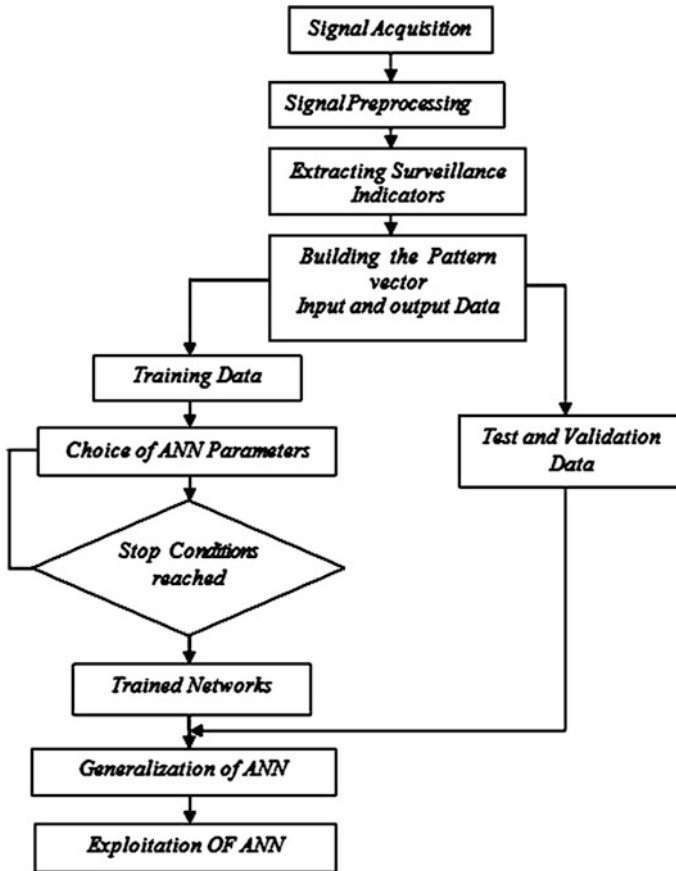 Signal Acquisition
Signal Preprocessing
Extracting Surveillance
Indicators
Building the Pattern
vector
Input and output Data
Training Data
Choice of ANN Parameters
Test and Validation
Data
Stop Conditions
reached
Trained Networks
Generalization of ANN
Exploitation OF ANN